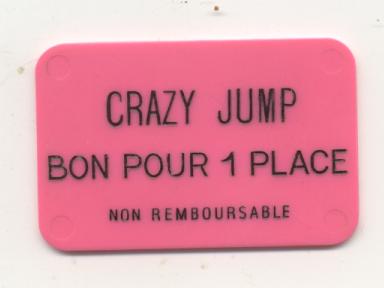 CRAZY JUMP
BON POUR 1 PLACE
NON REMBOURSABLE